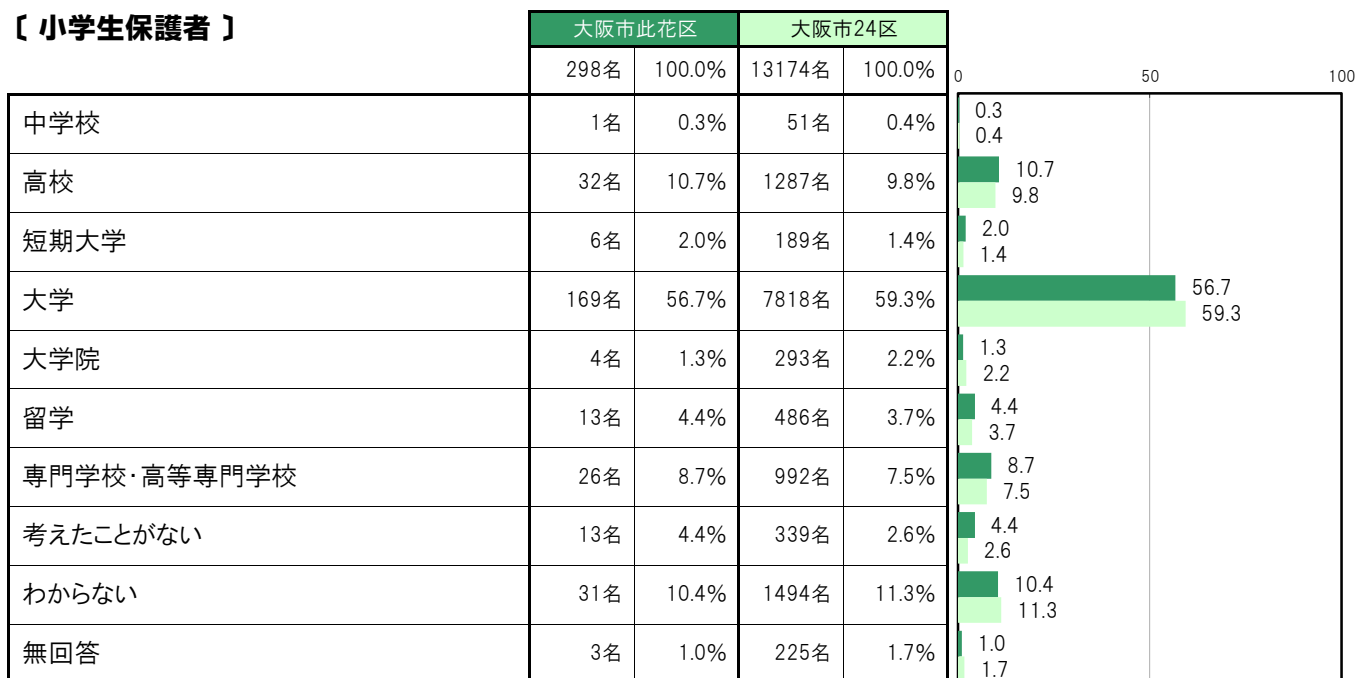 〔 小学生保護者 〕
大阪市此花区 大阪市24区
298名 100.0% 13174名 100.0% 0 50 100
中学校 1名 0.3% 51名 0.4% 0.3
0.4
高校 32名 10.7% 1287名 9.8% 10.7
9.8
短期大学 6名 2.0% 189名 1.4% 2.0
1.4
大学 169名 56.7% 7818名 59.3% 56.7
59.3
大学院 4名 1.3% 293名 2.2% 1.3
2.2
留学 13名 4.4% 486名 3.7% 4.4
3.7
専門学校・高等専門学校 26名 8.7% 992名 7.5% 8.7
7.5
考えたことがない 13名 4.4% 339名 2.6% 4.4
2.6
わからない 31名 10.4% 1494名 11.3% 10.4
11.3
無回答 3名 1.0% 225名 1.7% 1.0
1.7